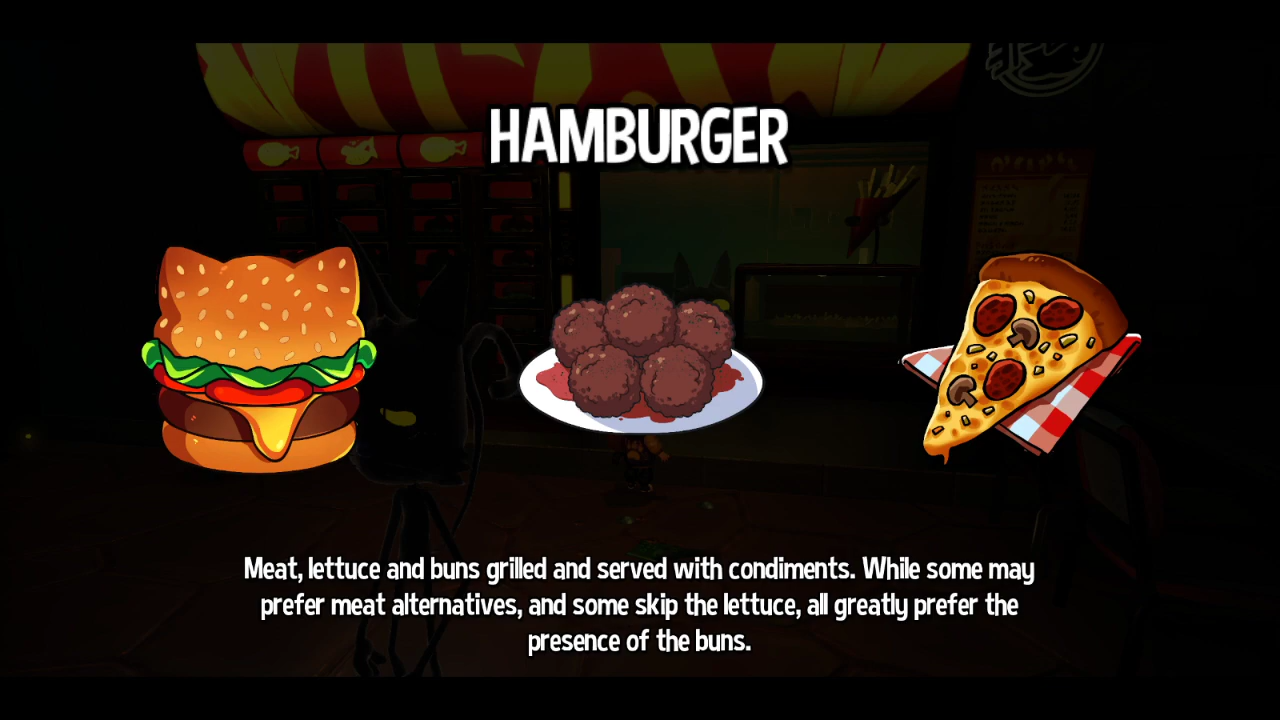 HAMBURGER
Meat, lettuce and buns grilled and served with condiments. While some may
prefer meat alternatives, and some skip the lettuce, all greatly prefer the
presence of the buns.